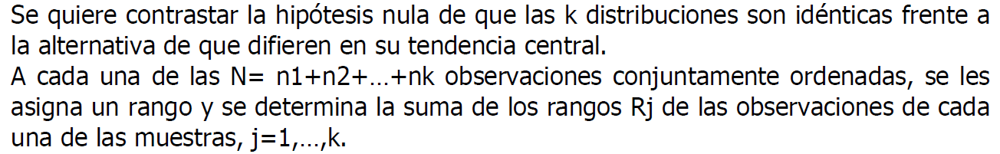 Se quiere contrastar la hipótesis nula de que las k distribuciones son idénticas frente a
la alternativa de que difieren en su tendencia central.
A cada una de las N= n1+n2+…+nk observaciones conjuntamente ordenadas, se les
asigna un rango y se determina la suma de los rangos Rj de las observaciones de cada
una de las muestras, j=1,…,k.